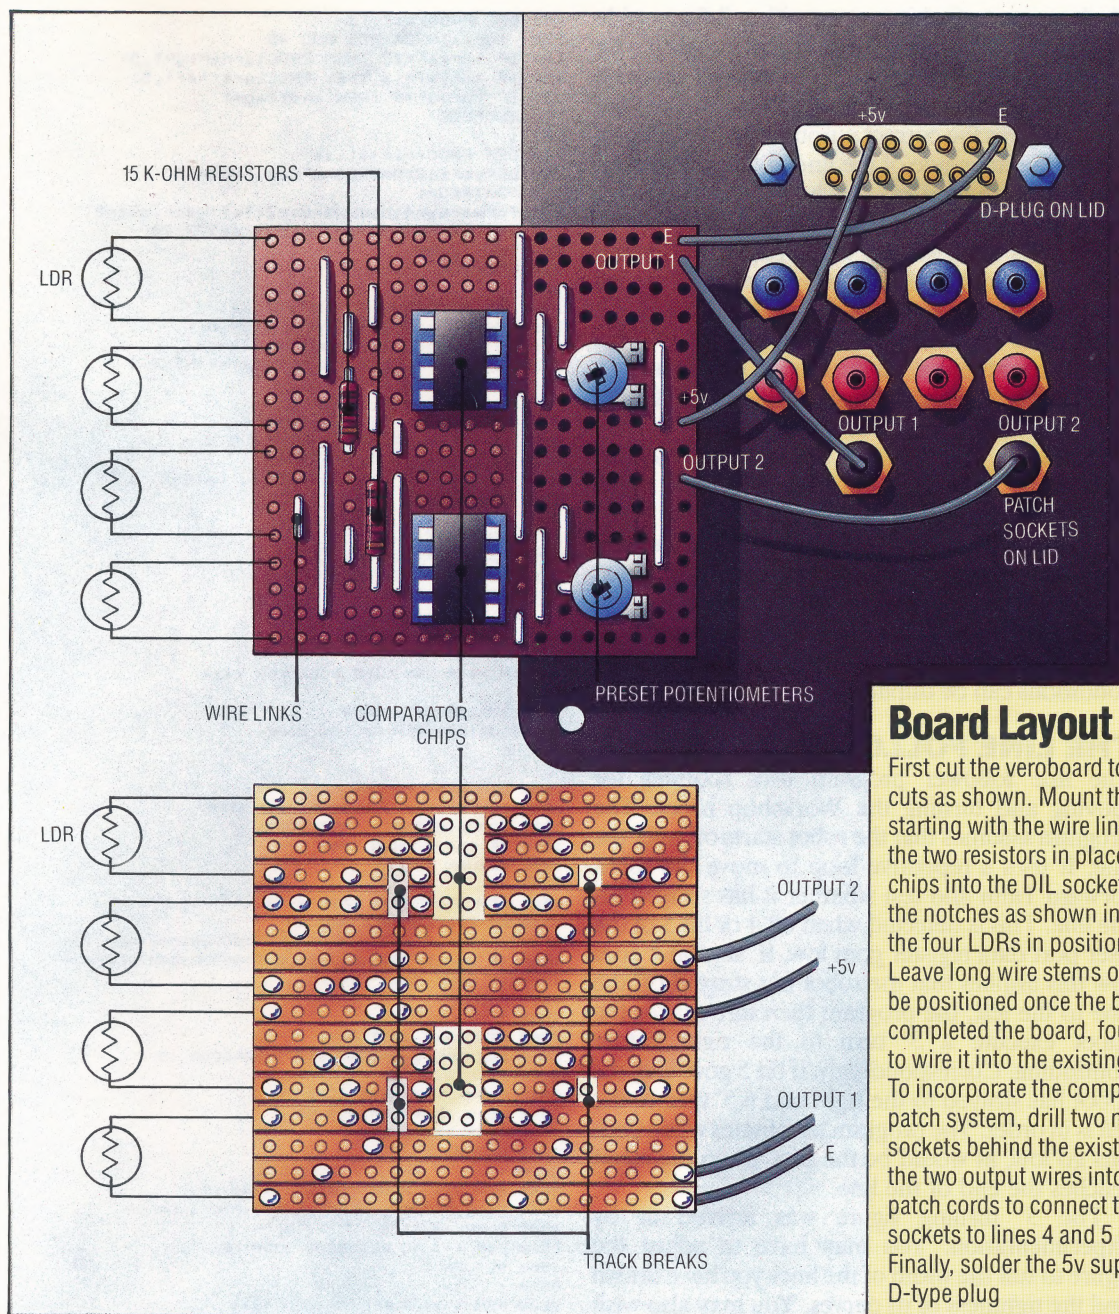 +5v
E
15 K-OHM RESISTORS
D-PLUG ON LID
E
OUTPUT 1
LDR
+5v
OUTPUT 1
OUTPUT 2
OUTPUT 2
PATCH
SOCKETS
ON LID
PRESET POTENTIOMETERS
WIRE LINKS
COMPARATOR
CHIPS
LDR
OUTPUT 2
+5v
OUTPUT 1
E
TRACK BREAKS
Board Layout
First cut the veroboard to
cuts as shown. Mount th
starting with the wire lin
the two resistors in place
chips into the DIL socket
the notches as shown in
the four LDRs in position
Leave long wire stems o
be positioned once the b
completed the board, fo
to wire it into the existing
To incorporate the comp
patch system, drill two n
sockets behind the exist
the two output wires into
patch cords to connect t
sockets to lines 4 and 5
Finally, solder the 5v sup
D-type plug